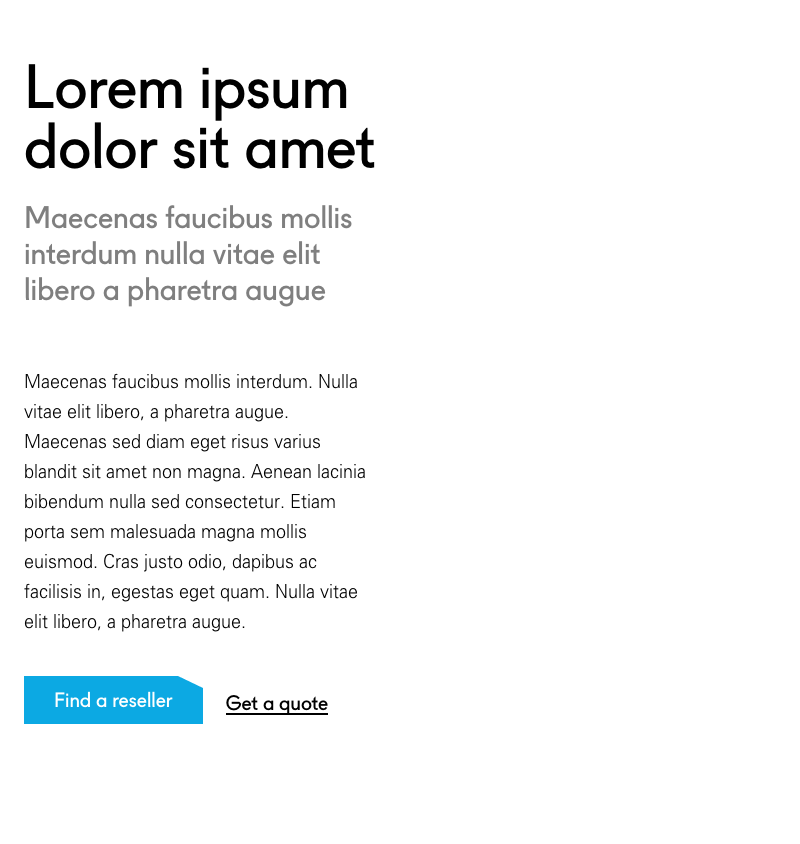 Lorem ipsum
dolor sit amet
Maecenas faucibus mollis
interdum nulla vitae elit
libero a pharetra augue
Maecenas faucibus mollis interdum. Nulla
vitae elit libero, a pharetra augue.
Maecenas sed diam eget risus varius
blandit sit amet non magna. Aenean lacinia
bibendum nulla sed consectetur. Etiam
porta sem malesuada magna mollis
euismod. Cras justo odio, dapibus ac
facilisis in, egestas eget quam. Nulla vitae
elit libero, a pharetra augue.
Find a reseller
Get a quote